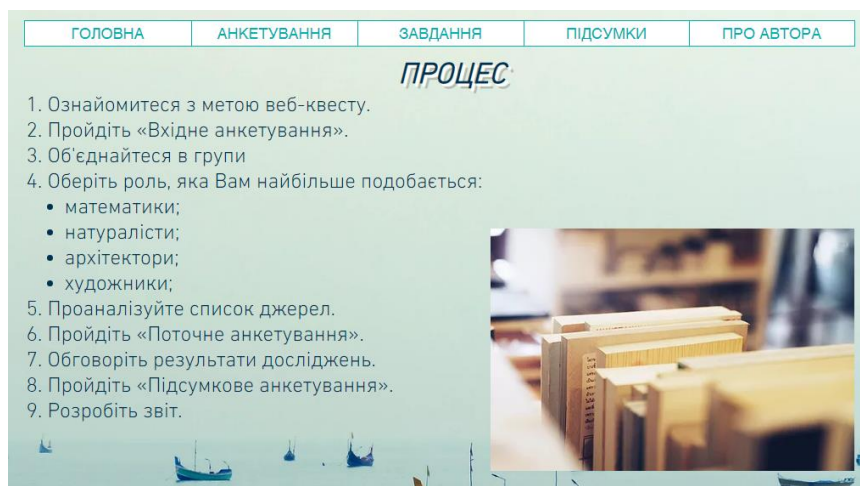 ГОЛОВНА АНКЕТУВАННЯ ЗАВДАННЯ ПІДСУМКИ ПРО АВТОРА
ПРОЦЕС
1. Ознайомитеся з метою веб-квесту.
2. Пройдіть «Вхідне анкетування».
3. Об'єднайтеся в групи
4. Оберіть роль, яка Вам найбільше подобається:
• математики;
• натуралісти;
• архітектори;
• художники;
5. Проаналізуйте список джерел.
6. Пройдіть «Поточне анкетування».
7. Обговоріть результати досліджень.
8. Пройдіть «Підсумкове анкетування».
9. Розробіть звіт.